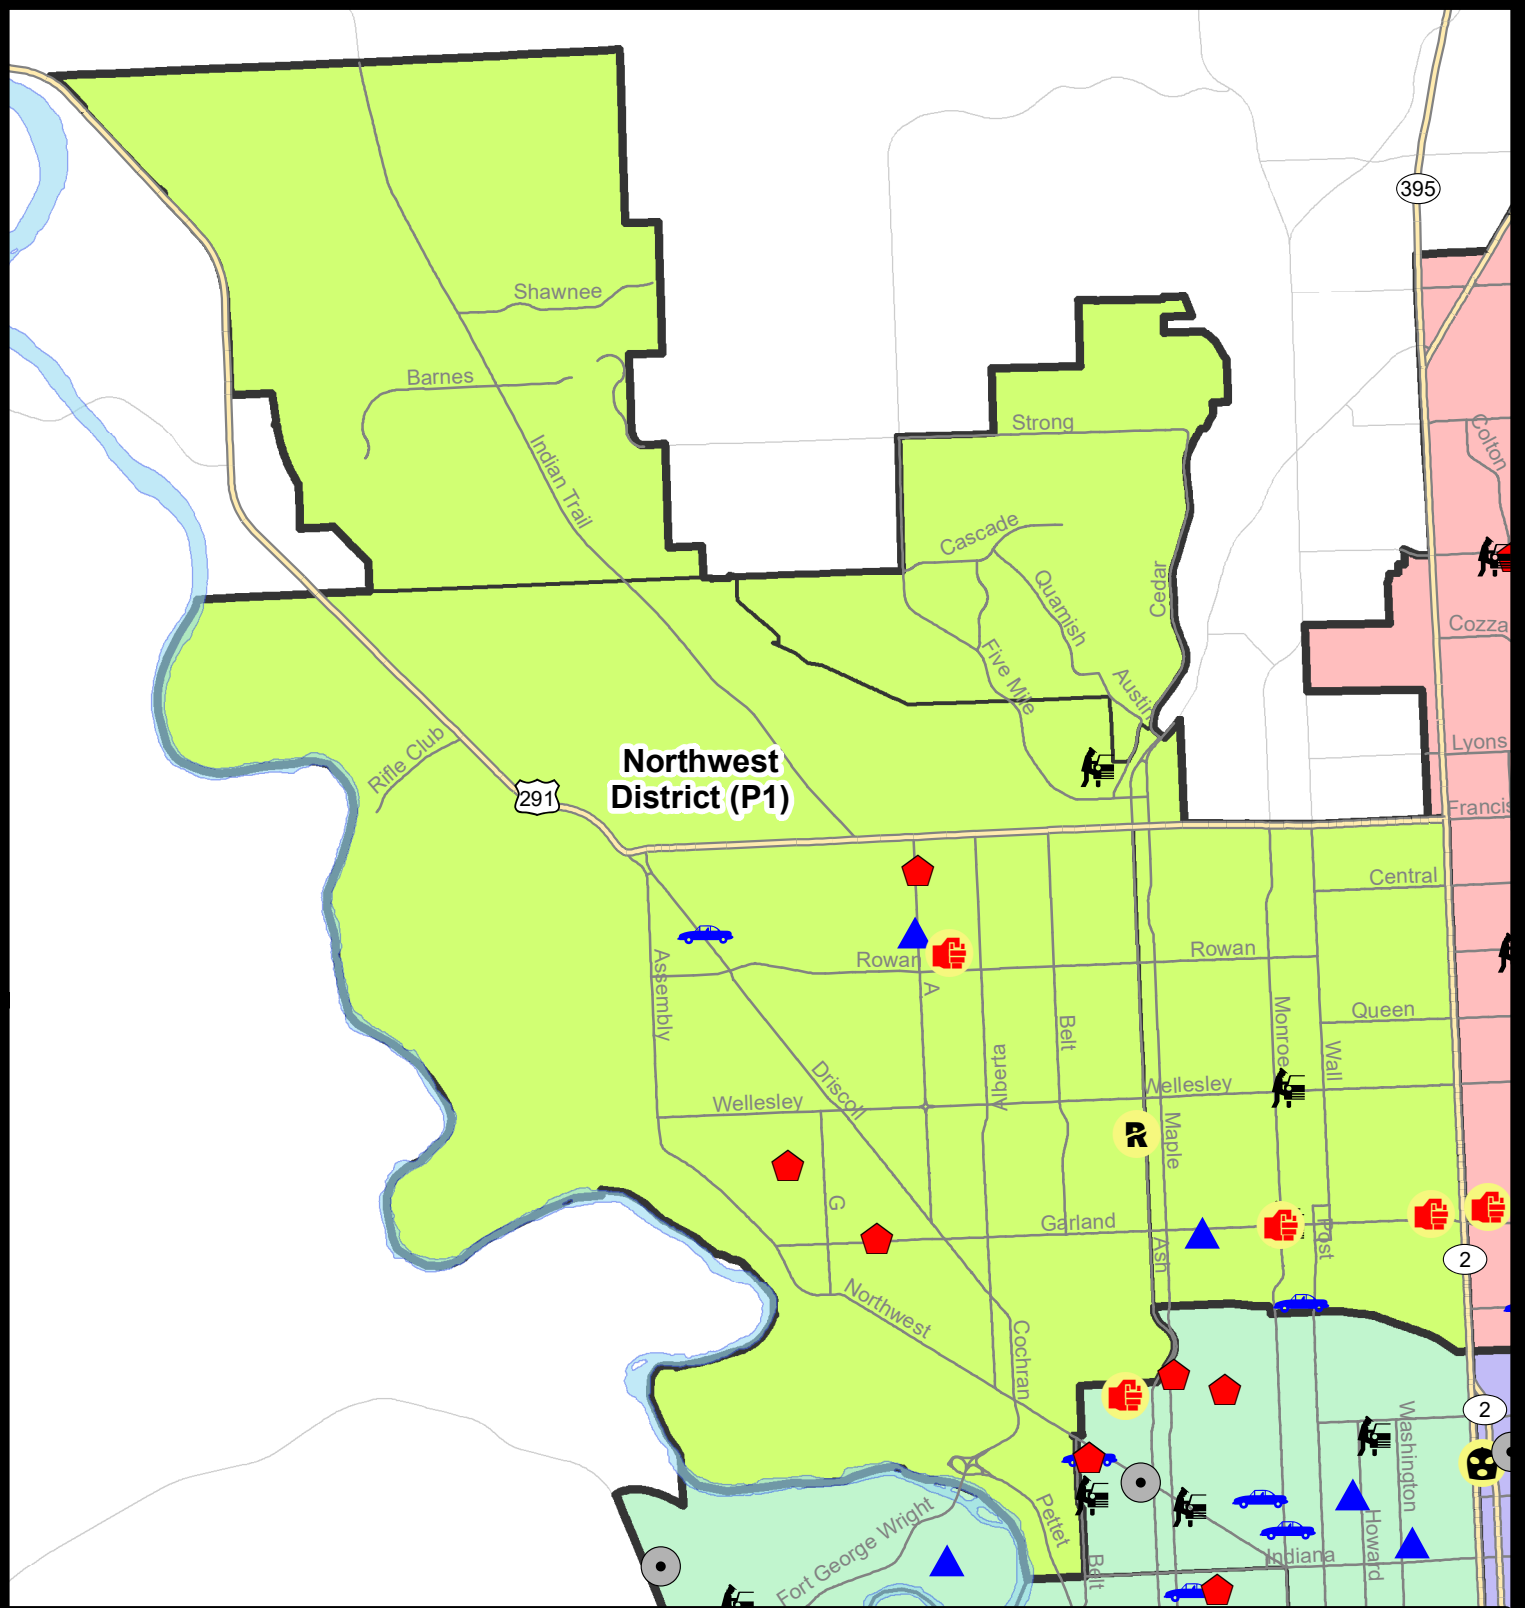 395
Shawnee
Barnes
Indian Trail
Strong
Colton
Cascade
Quamish
Cedar
Five Mile
Austin
Cozza
Rifle Club
291
Northwest
District (P1)
Lyons
Francis
Central
Assembly
Rowan
Rowan
A
Alberta
Belt
Monroe
Queen
Wall
Driscoll
Wellesley
Wellesley
R
Maple
G
Garland
Ash
Post
2
Northwest
Cochran
2
Washington
Pettet
Howard
Fort George Wright
Belt
Indiana